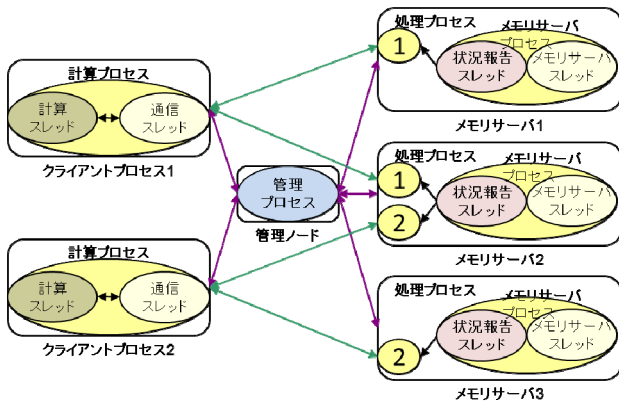 計算プロセス
計算
スレッド
通信
スレッド
クライアントプロセス1
計算プロセス
計算
スレッド
通信
スレッド
クライアントプロセス2
管理
プロセス
管理ノード
処理プロセス
1
メモリサーバ
プロセス
状況報告
スレッド
メモリサーバ
スレッド
メモリサーバ1
処理プロセス
1
2
メモリサーバ
プロセス
状況報告
スレッド
メモリサーバ
スレッド
メモリサーバ2
処理プロセス
2
メモリサーバ
プロセス
状況報告
スレッド
メモリサーバ
スレッド
メモリサーバ3